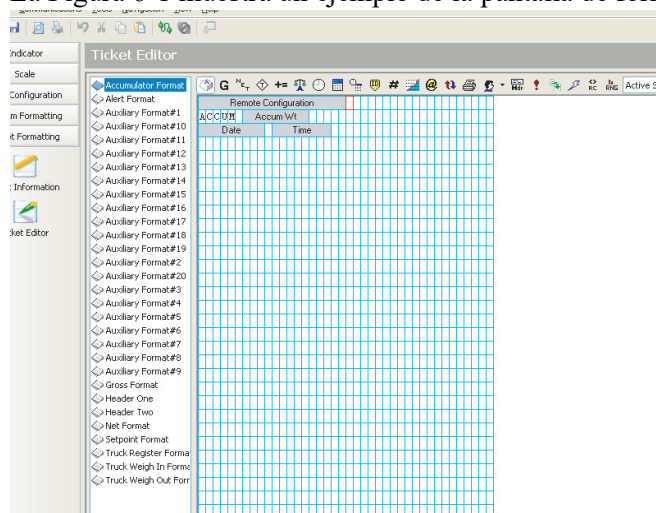 Ticket Editor
Indicator
Scale
Configuration
m Formatting
t Formatting
Information
ket Editor
Accumulator Format
Alert Format
Auxiliary Format#1
Auxiliary Format#10
Auxiliary Format#11
Auxiliary Format#12
Auxiliary Format#13
Auxiliary Format#14
Auxiliary Format#15
Auxiliary Format#16
Auxiliary Format#17
Auxiliary Format#18
Auxiliary Format#19
Auxiliary Format#2
Auxiliary Format#20
Auxiliary Format#3
Auxiliary Format#4
Auxiliary Format#5
Auxiliary Format#6
Auxiliary Format#7
Auxiliary Format#8
Auxiliary Format#9
Gross Format
Header One
Header Two
Net Format
Setpoint Format
Truck Register Forma
Truck Weigh In Forma
Truck Weigh Out Forr
G N E T += # @ Active S
Remote Configuration
ACCUM Accum Wt
Date Time